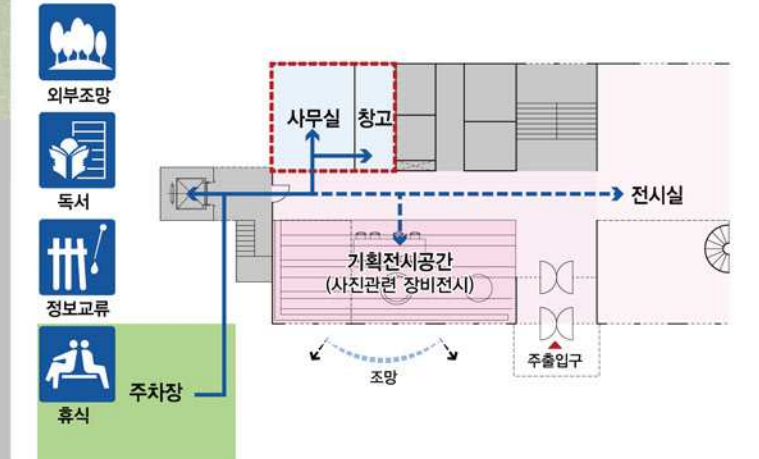 외부조망
독서
정보교류
휴식
주차장
사무실
창고
전시실
기획전시공간
(사진관련 장비전시)
조망
주출입구